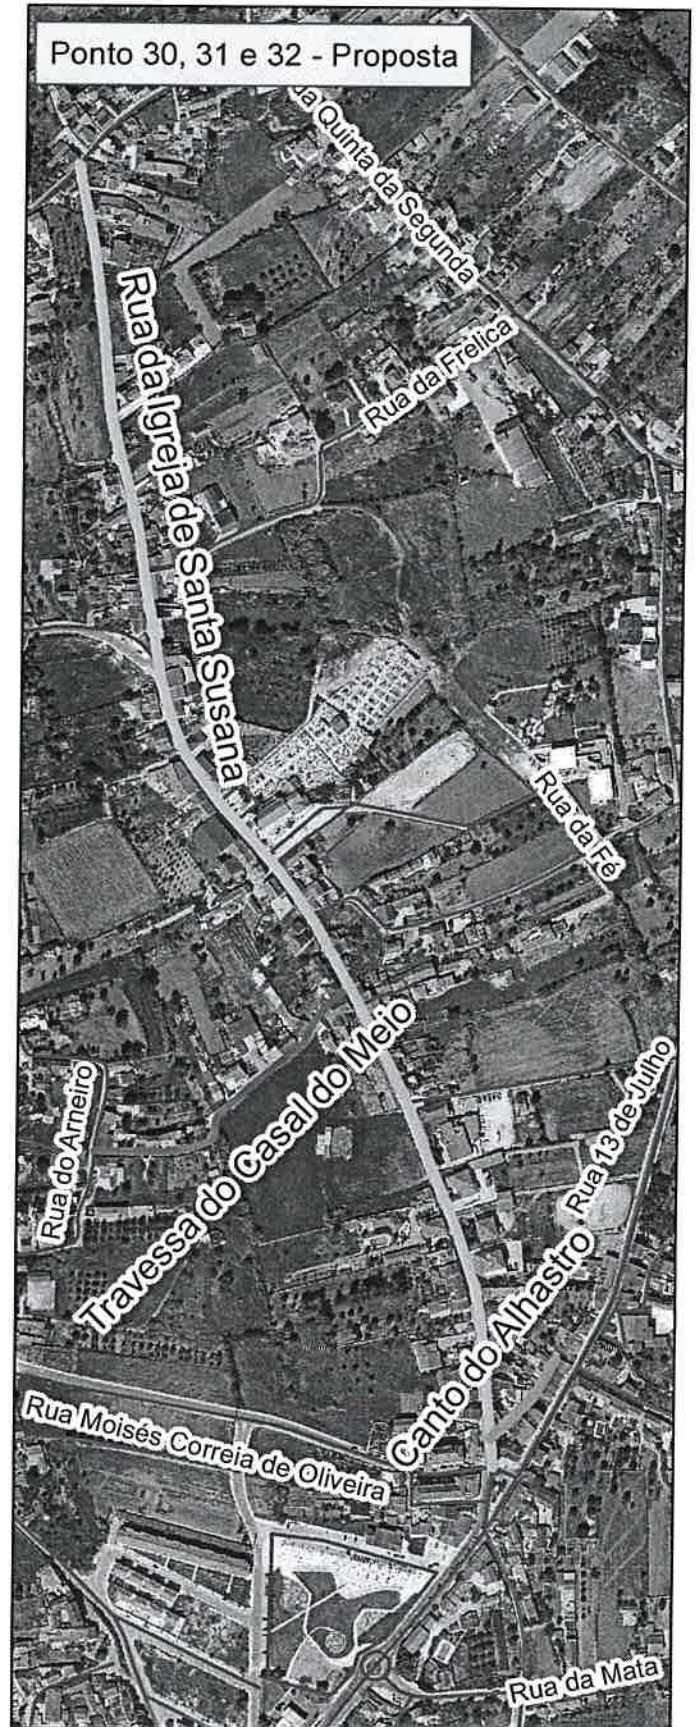 Ponto 30, 31 e 32 - Proposta
Quinta da Segunda
Rua da Frelica
Rua da Igreja de Santa Susana
Rua da Fé
Travessa do Casal do Meio
Rua do Arneiro
Rua 13 de Julho
Canto do Alhastro
Rua Moisés Correia de Oliveira
Rua da Mata